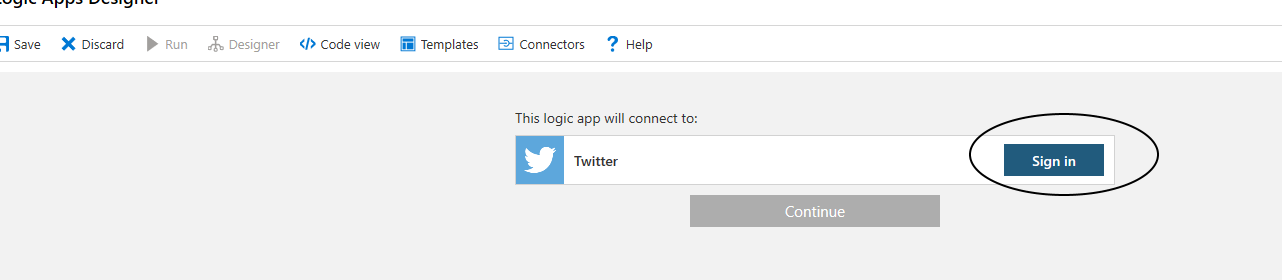 Logic Apps Designer
Save Discard Run Designer Code view Templates Connectors ? Help
This logic app will connect to:
Twitter Sign in
Continue